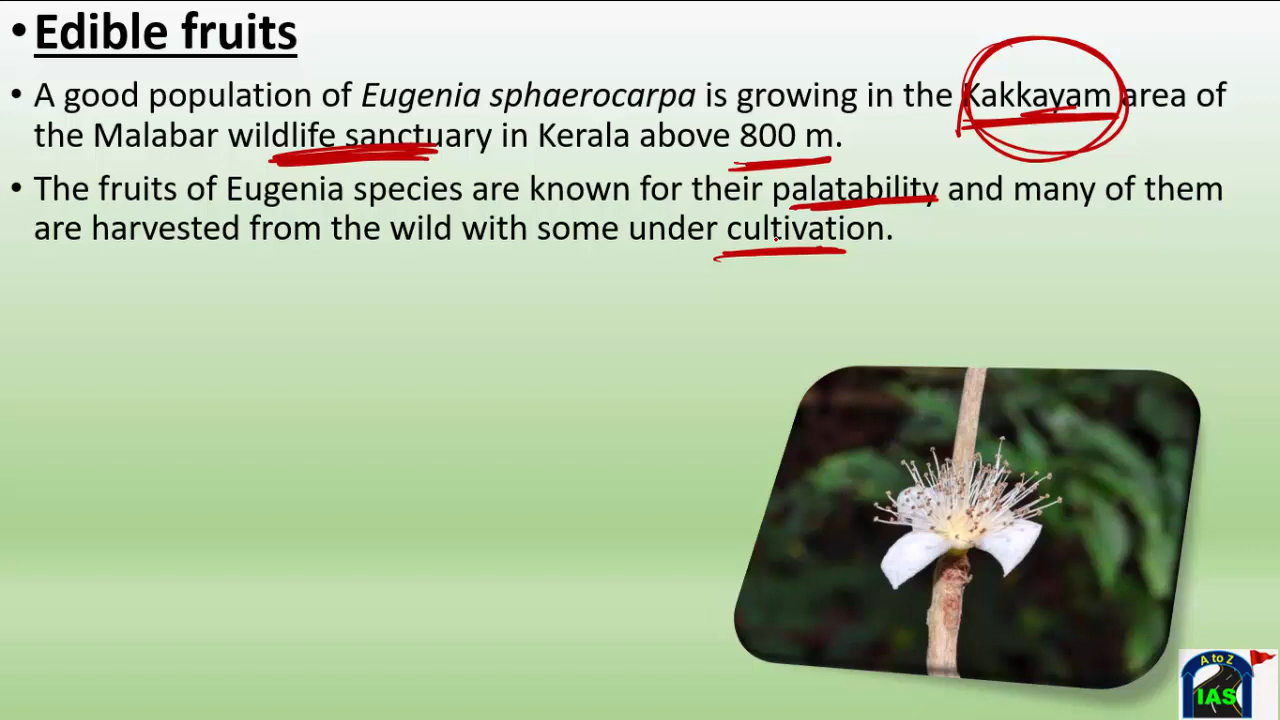 • Edible fruits
• A good population of Eugenia sphaerocarpa is growing in the Kakkayam area of
the Malabar wildlife sanctuary in Kerala above 800 m.
• The fruits of Eugenia species are known for their palatability and many of them
are harvested from the wild with some under cultivation.
A to Z
IAS